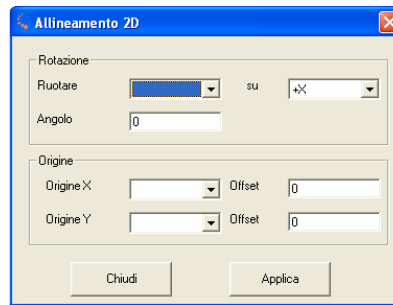 Allineamento 2D
Rotazione
Ruotare su +X
Angolo 0
Origine
Origine X Offset 0
Origine Y Offset 0
Chiudi Applica